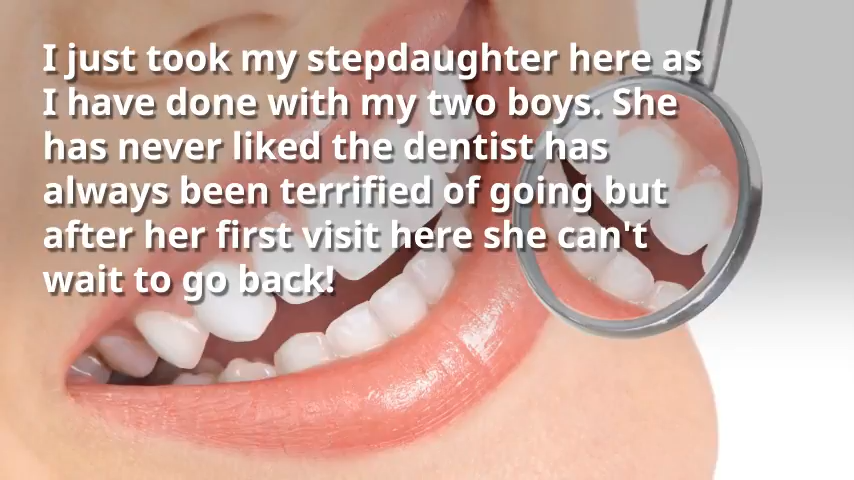 I just took my stepdaughter here as
I have done with my two boys. She
has never liked the dentist has
always been terrified of going but
after her first visit here she can't
wait to go back!